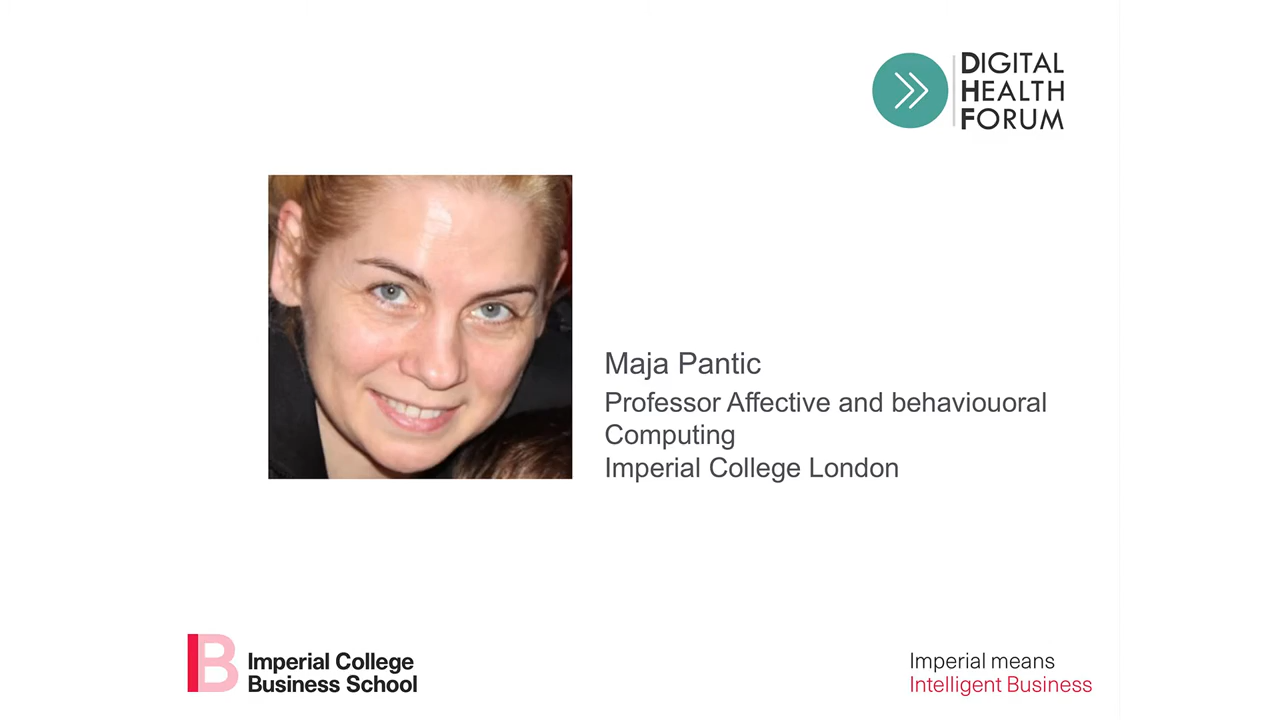 DIGITAL
HEALTH
FORUM
Maja Pantic
Professor Affective and behaviouoral
Computing
Imperial College London
B Imperial College
Business School
Imperial means
Intelligent Business